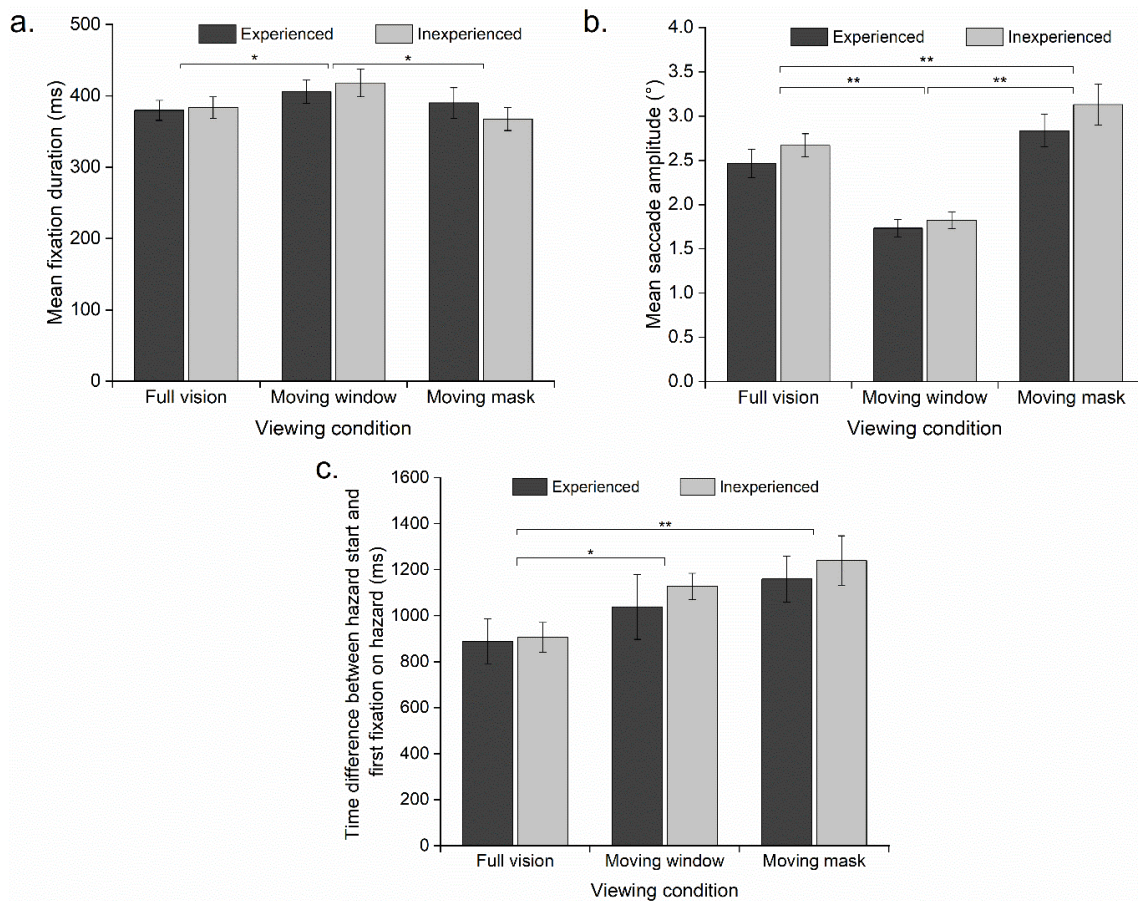 a.
Experienced Inexperienced
* *
500
400
300
200
100
0
Mean fixation duration (ms)
Full vision Moving window Moving mask
Viewing condition
b.
Experienced Inexperienced
**
** **
4.0
3.5
3.0
2.5
2.0
1.5
1.0
0.5
0.0
Mean saccade amplitude (°)
Full vision Moving window Moving mask
Viewing condition
c.
Experienced Inexperienced
**
*
1600
1400
1200
1000
800
600
400
200
0
Time difference between hazard start and
first fixation on hazard (ms)
Full vision Moving window Moving mask
Viewing condition